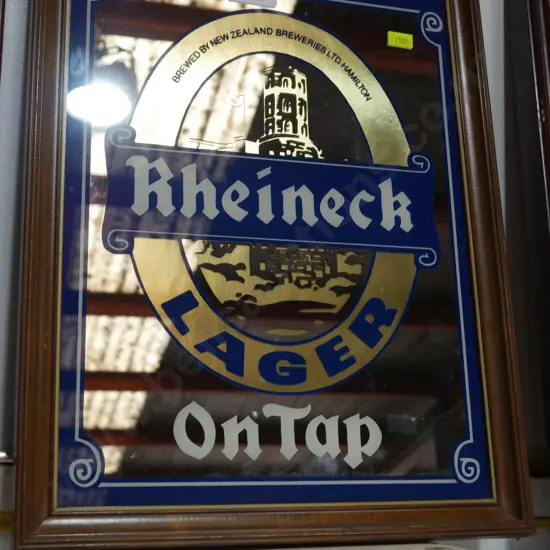 BREWED BY NEW ZEALAND BREWERIES LTD. HAMILTON
Rheineck
LAGER
On Tap